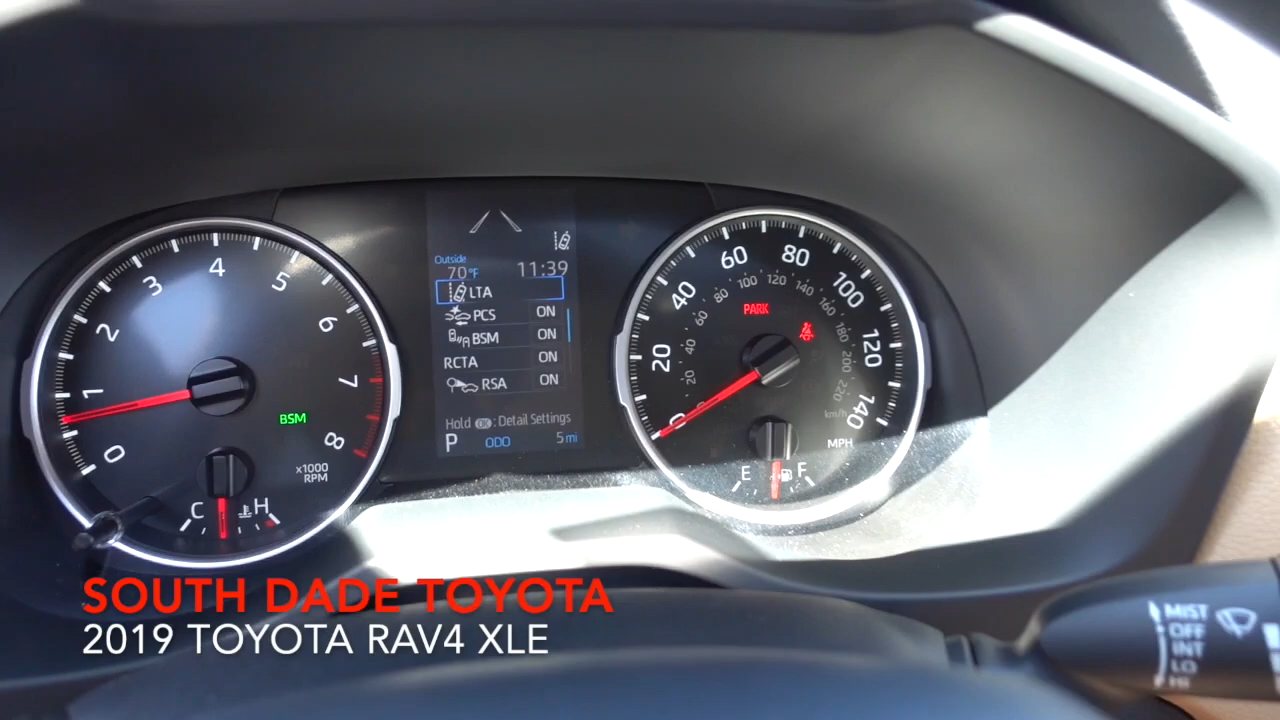 Outside
70°F 11:39
LTA
PCS ON
BSM ON
RCTA ON
RSA ON
Hold OK : Detail Settings
P ODO 5 mi
0 1 2 3 4 5 6 7 8
BSM
x1000
RPM
C H
0 20 40 60 80 100 120 140
20 40 60 80 100 120 140 160 180 200 220
PARK
km/h
MPH
E F
MIST
OFF
INT
LO
HI
SOUTH DADE TOYOTA
2019 TOYOTA RAV4 XLE